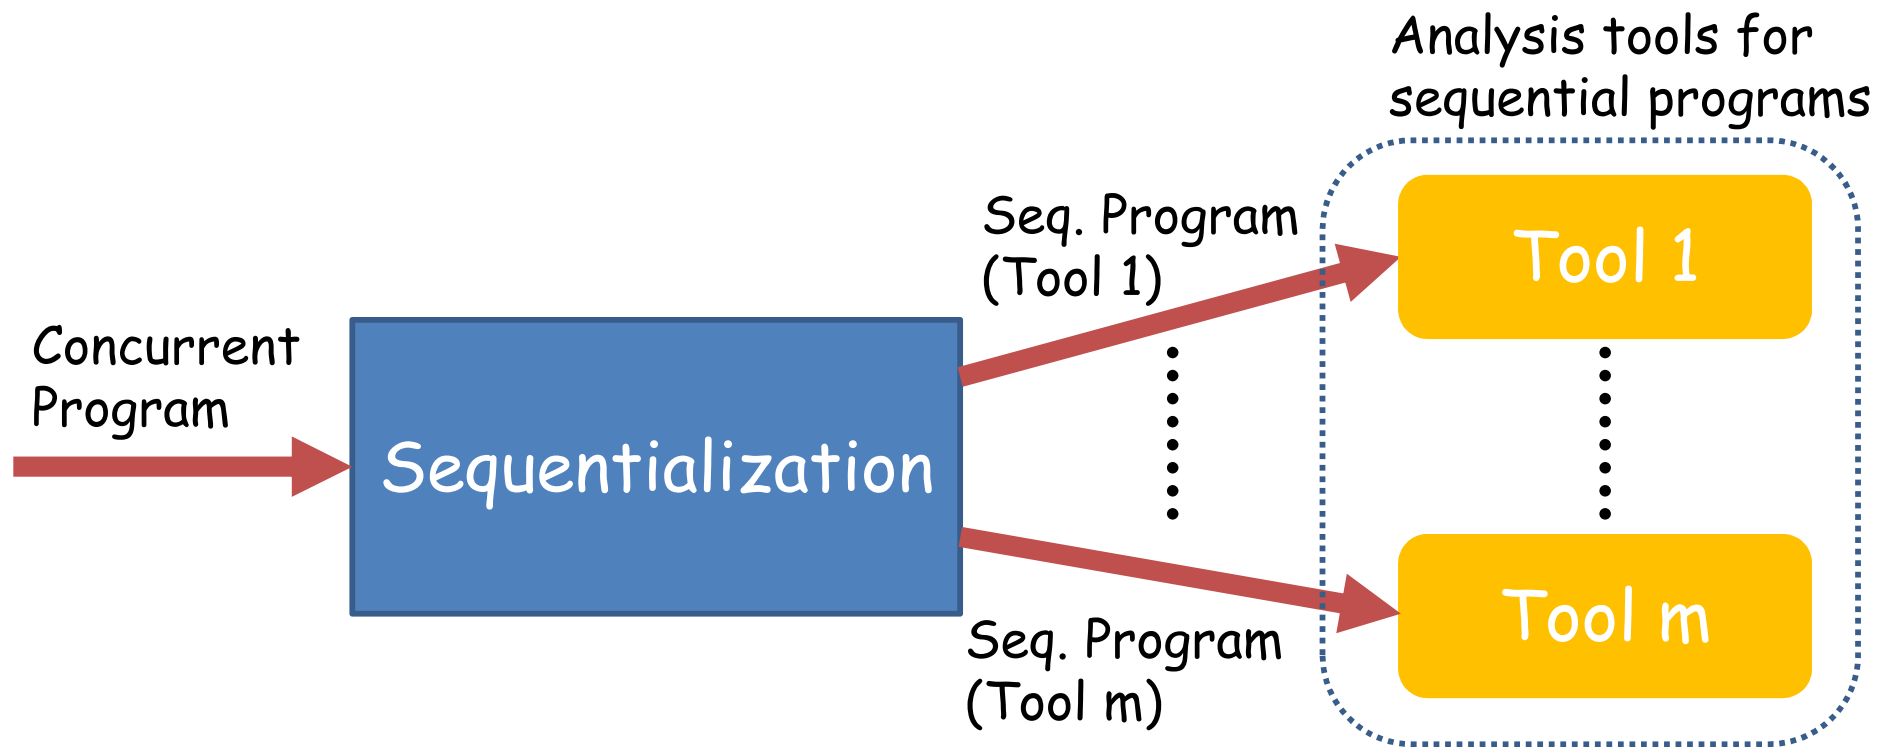 Analysis tools for
sequential programs
Seq. Program
(Tool 1)
Tool 1
Concurrent
Program
Sequentialization
Tool m
Seq. Program
(Tool m)